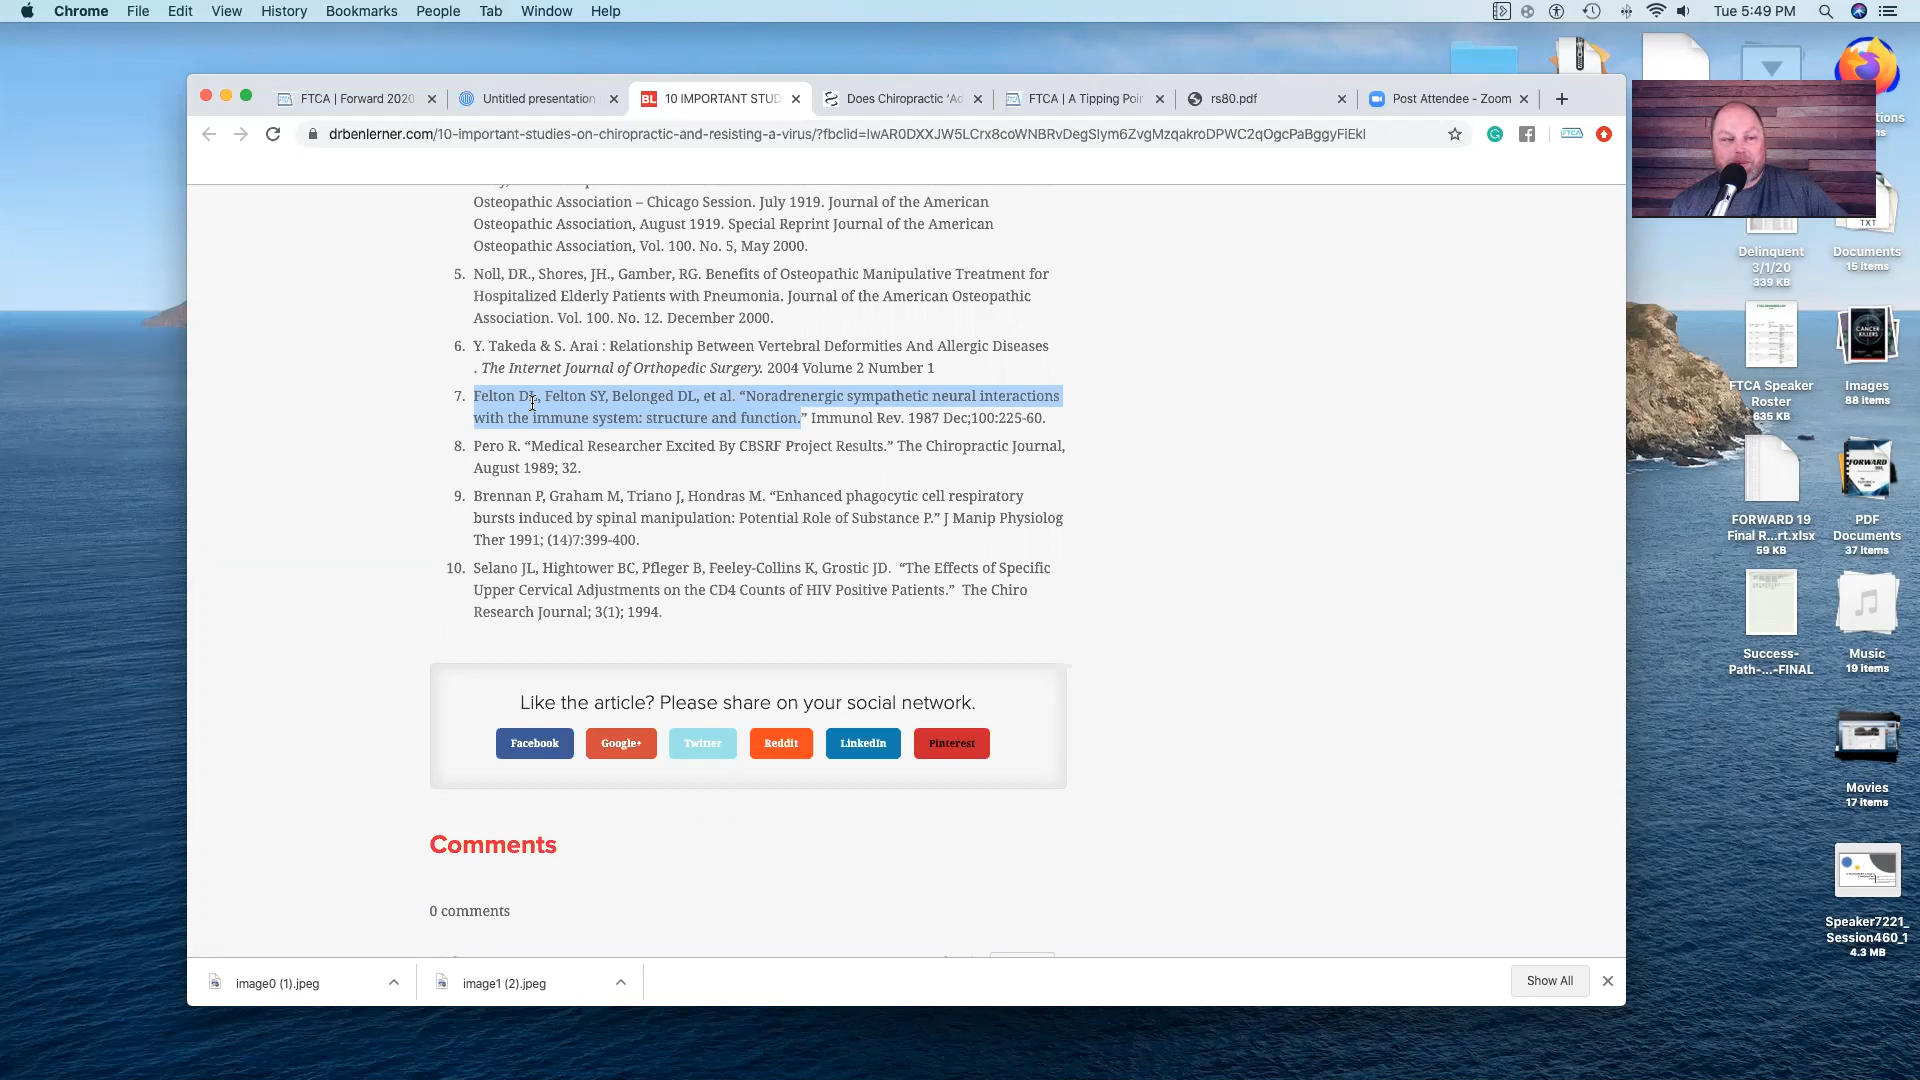 Chrome File Edit View History Bookmarks People Tab Window Help Tue 5:49 PM
FTCA | Forward 2020 Untitled presentation BL 10 IMPORTANT STUD Does Chiropractic ‘Ad FTCA | A Tipping Poin rs80.pdf Post Attendee - Zoom
drbenlerner.com/10-important-studies-on-chiropractic-and-resisting-a-virus/?fbclid=IwAR0DXXJW5LCrx8coWNBRvDegSlym6ZvgMzqakroDPWC2qOgcPaBggyFiEkI
Osteopathic Association – Chicago Session. July 1919. Journal of the American
Osteopathic Association, August 1919. Special Reprint Journal of the American
Osteopathic Association, Vol. 100. No. 5, May 2000.
5. Noll, DR., Shores, JH., Gamber, RG. Benefits of Osteopathic Manipulative Treatment for
Hospitalized Elderly Patients with Pneumonia. Journal of the American Osteopathic
Association. Vol. 100. No. 12. December 2000.
6. Y. Takeda & S. Arai : Relationship Between Vertebral Deformities And Allergic Diseases
. The Internet Journal of Orthopedic Surgery. 2004 Volume 2 Number 1
7. Felton DL, Felton SY, Belonged DL, et al. “Noradrenergic sympathetic neural interactions
with the immune system: structure and function.” Immunol Rev. 1987 Dec;100:225-60.
8. Pero R. “Medical Researcher Excited By CBSRF Project Results.” The Chiropractic Journal,
August 1989; 32.
9. Brennan P, Graham M, Triano J, Hondras M. “Enhanced phagocytic cell respiratory
bursts induced by spinal manipulation: Potential Role of Substance P.” J Manip Physiolog
Ther 1991; (14)7:399-400.
10. Selano JL, Hightower BC, Pfleger B, Feeley-Collins K, Grostic JD. “The Effects of Specific
Upper Cervical Adjustments on the CD4 Counts of HIV Positive Patients.” The Chiro
Research Journal; 3(1); 1994.
Like the article? Please share on your social network.
Facebook Google+ Twitter Reddit LinkedIn Pinterest
Comments
0 comments
image0 (1).jpeg image1 (2).jpeg Show All
tions
ns
TXT
Delinquent
3/1/20
339 KB
Documents
15 items
FTCA Speaker
Roster
635 KB
CANCER
KILLERS
Images
88 items
FORWARD
FORWARD 19
Final R...rt.xlsx
59 KB
PDF
Documents
37 items
Success-
Path-...-FINAL
Music
19 items
Movies
17 items
Speaker7221_
Session460_1
4.3 MB